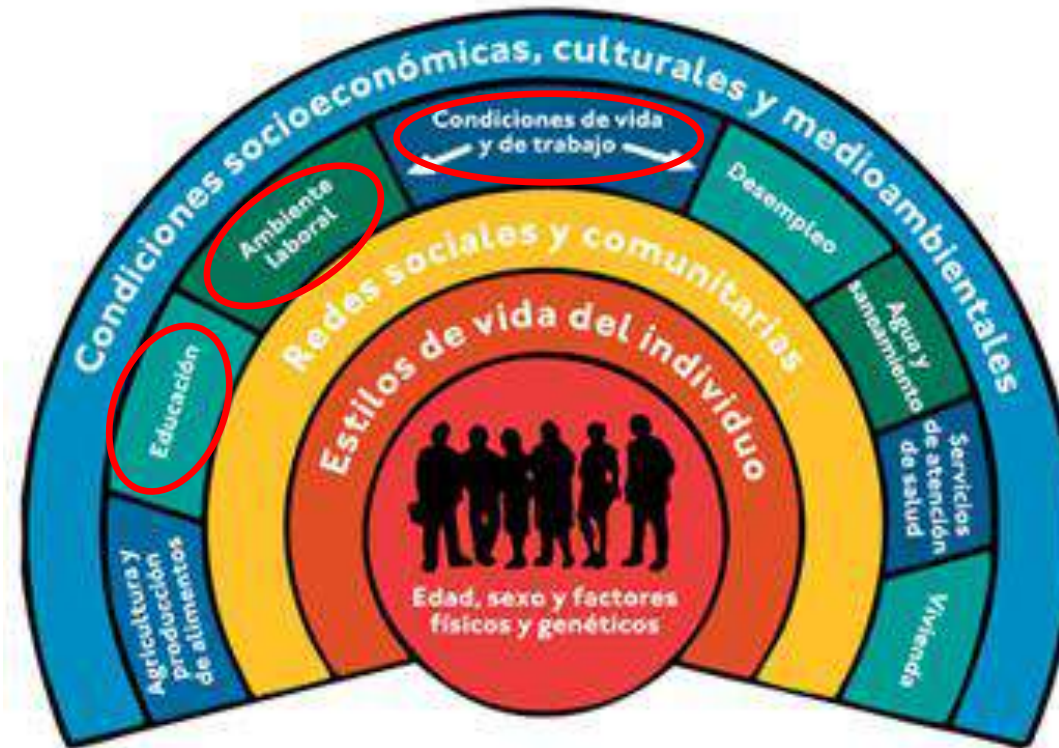 Condiciones socioeconómicas, culturales y medioambientales
Condiciones de vida
y de trabajo
Ambiente
laboral
Educación
Agricultura y
producción
de alimentos
Desempleo
Agua y
saneamiento
Servicios
de atención
de salud
Vivienda
Redes sociales y comunitarias
Estilos de vida del individuo
Edad, sexo y factores
físicos y genéticos